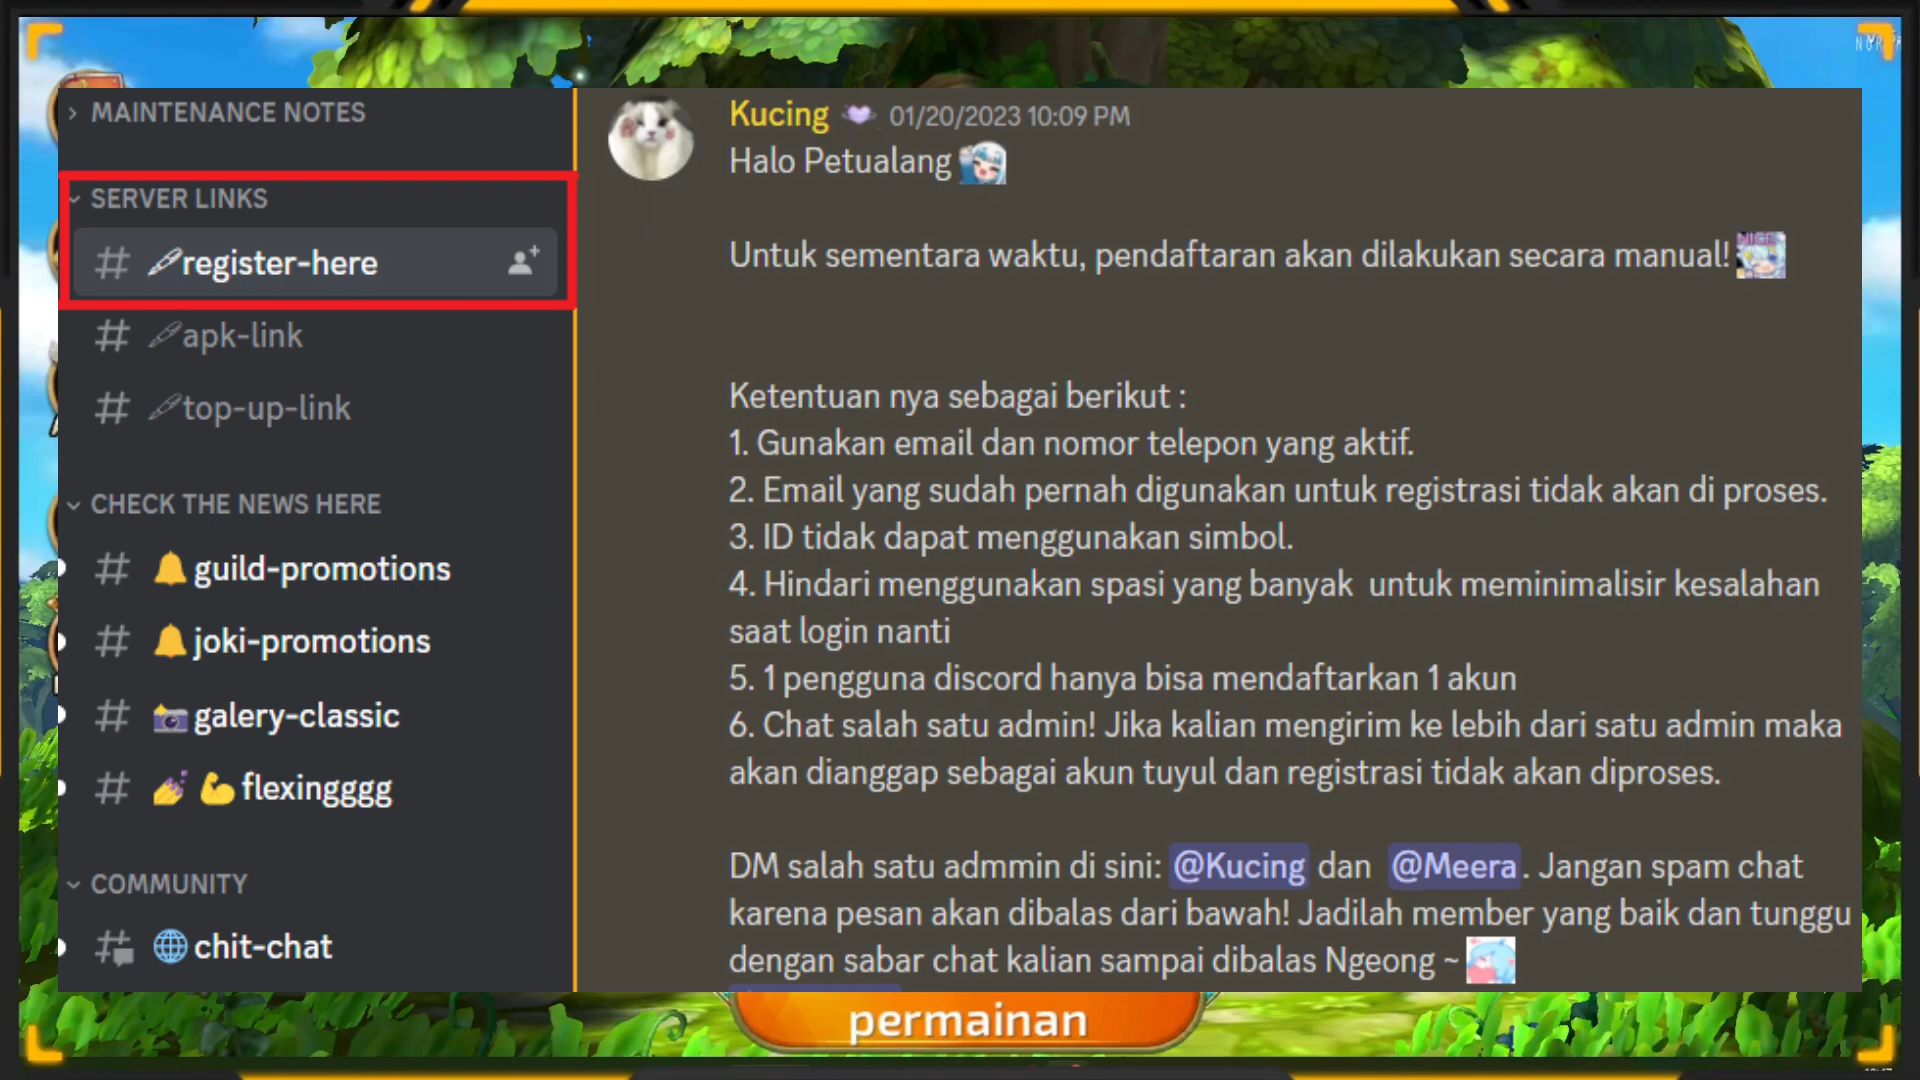 MAINTENANCE NOTES
SERVER LINKS
register-here
apk-link
top-up-link
CHECK THE NEWS HERE
guild-promotions
joki-promotions
galery-classic
flexingggg
COMMUNITY
chit-chat
Kucing 01/20/2023 10:09 PM
Halo Petualang
Untuk sementara waktu, pendaftaran akan dilakukan secara manual!
NICE
Ketentuan nya sebagai berikut :
1. Gunakan email dan nomor telepon yang aktif.
2. Email yang sudah pernah digunakan untuk registrasi tidak akan di proses.
3. ID tidak dapat menggunakan simbol.
4. Hindari menggunakan spasi yang banyak untuk meminimalisir kesalahan
saat login nanti
5. 1 pengguna discord hanya bisa mendaftarkan 1 akun
6. Chat salah satu admin! Jika kalian mengirim ke lebih dari satu admin maka
akan dianggap sebagai akun tuyul dan registrasi tidak akan diproses.
DM salah satu admmin di sini: @Kucing dan @Meera. Jangan spam chat
karena pesan akan dibalas dari bawah! Jadilah member yang baik dan tunggu
dengan sabar chat kalian sampai dibalas Ngeong ~
permainan